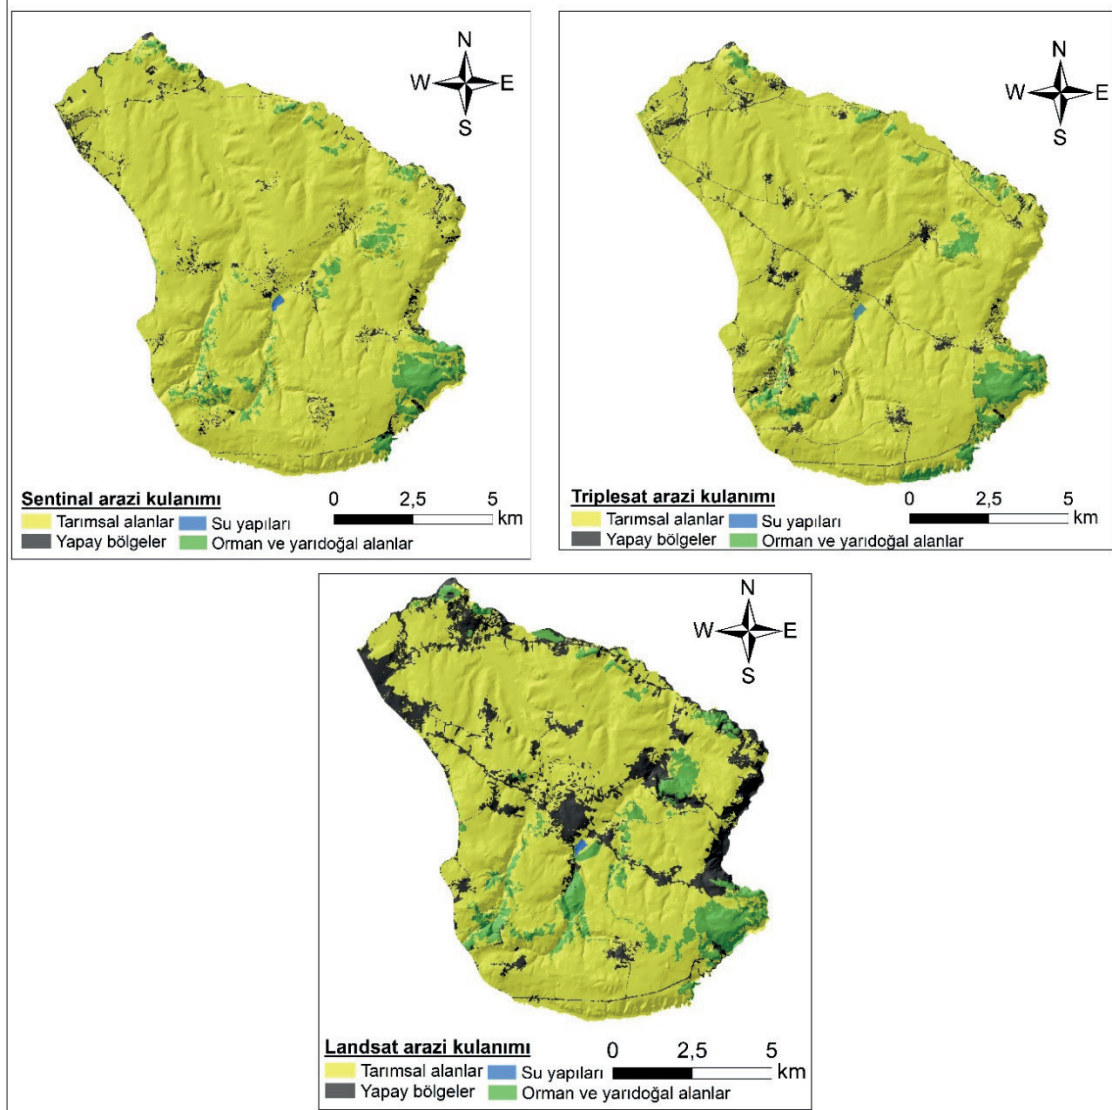 N
W E
S
Sentinal arazi kulanımı
Tarımsal alanlar Su yapıları
Yapay bölgeler Orman ve yarıdoğal alanlar
0 2,5 5
km
N
W E
S
Triplesat arazi kulanımı
Tarımsal alanlar Su yapıları
Yapay bölgeler Orman ve yarıdoğal alanlar
0 2,5 5
km
N
W E
S
Landsat arazi kulanımı
Tarımsal alanlar Su yapıları
Yapay bölgeler Orman ve yarıdoğal alanlar
0 2,5 5
km